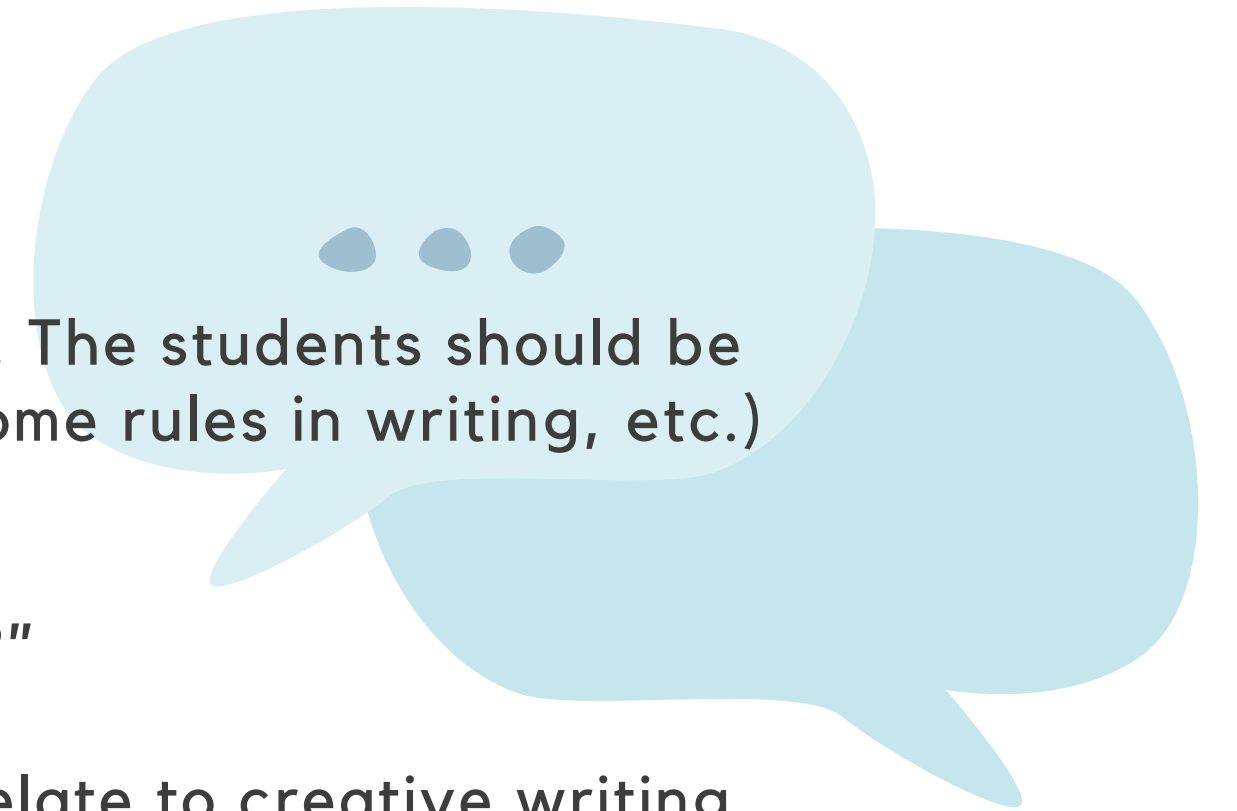 The students should be
ome rules in writing, etc.)
"
elate to creative writing